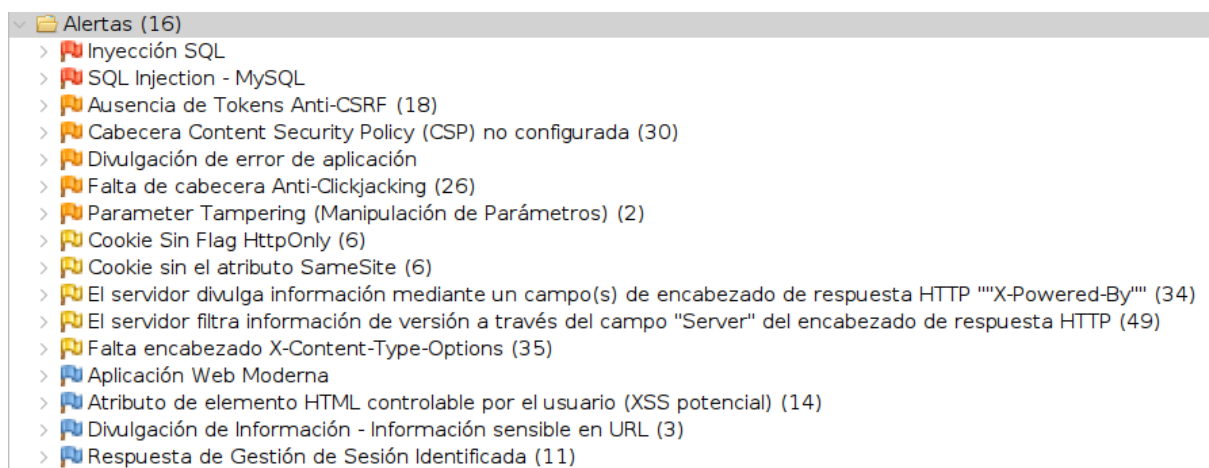 Alertas (16)
Inyección SQL
SQL Injection - MySQL
Ausencia de Tokens Anti-CSRF (18)
Cabecera Content Security Policy (CSP) no configurada (30)
Divulgación de error de aplicación
Falta de cabecera Anti-Clickjacking (26)
Parameter Tampering (Manipulación de Parámetros) (2)
Cookie Sin Flag HttpOnly (6)
Cookie sin el atributo SameSite (6)
El servidor divulga información mediante un campo(s) de encabezado de respuesta HTTP ""X-Powered-By"" (34)
El servidor filtra información de versión a través del campo "Server" del encabezado de respuesta HTTP (49)
Falta encabezado X-Content-Type-Options (35)
Aplicación Web Moderna
Atributo de elemento HTML controlable por el usuario (XSS potencial) (14)
Divulgación de Información - Información sensible en URL (3)
Respuesta de Gestión de Sesión Identificada (11)